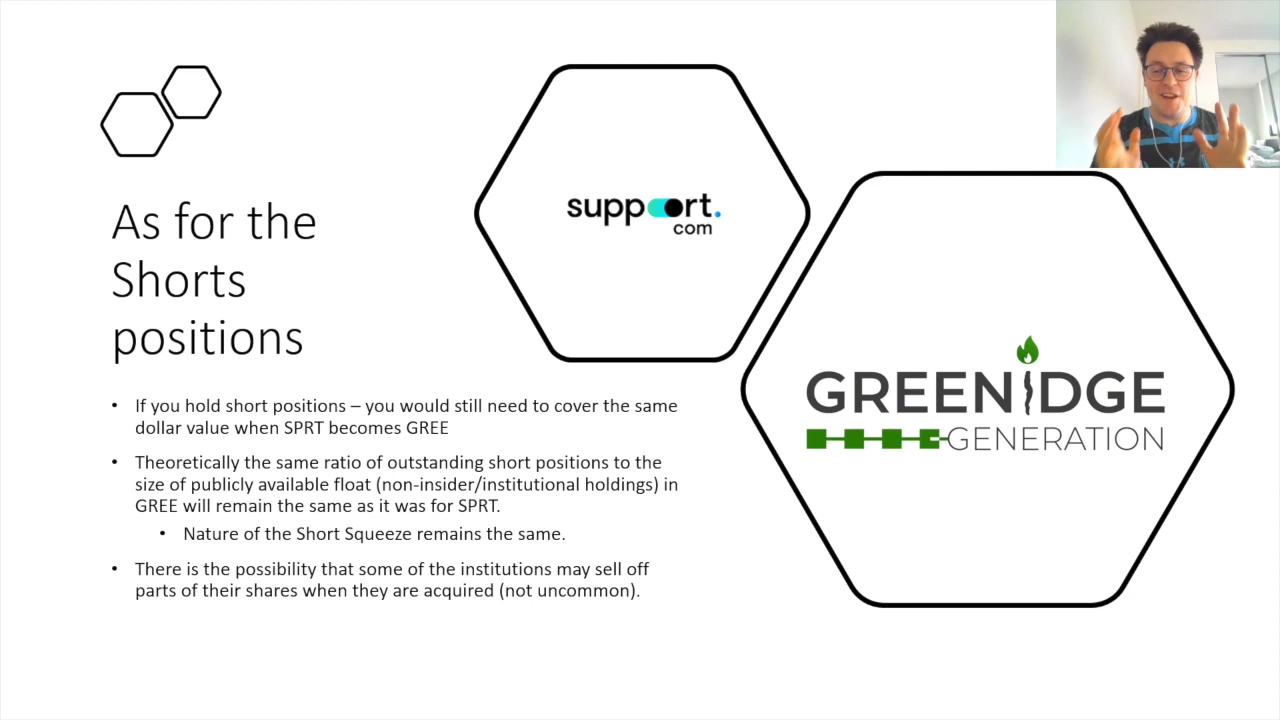 As for the
Shorts
positions
If you hold short positions – you would still need to cover the same
dollar value when SPRT becomes GREE
Theoretically the same ratio of outstanding short positions to the
size of publicly available float (non-insider/institutional holdings) in
GREE will remain the same as it was for SPRT.
Nature of the Short Squeeze remains the same.
There is the possibility that some of the institutions may sell off
parts of their shares when they are acquired (not uncommon).
support.
com
GREENIDGE
GENERATION